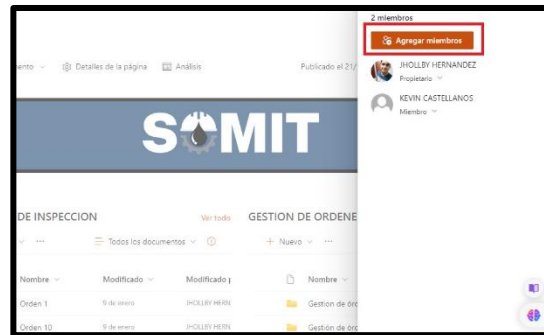 2 miembros
Agregar miembros
JHOLLBY HERNANDEZ
Propietario
KEVIN CASTELLANOS
Miembro
Detalles de la página Análisis Publicado el 21/
SOMIT
DE INSPECCION Ver todo GESTION DE ORDENE
Todos los documentos + Nuevo
Nombre Modificado Modificado Nombre
Orden 1 9 de enero JHOLLBY HERN Gestion de órd
Orden 10 9 de enero JHOLLBY HERN Gestión de órd